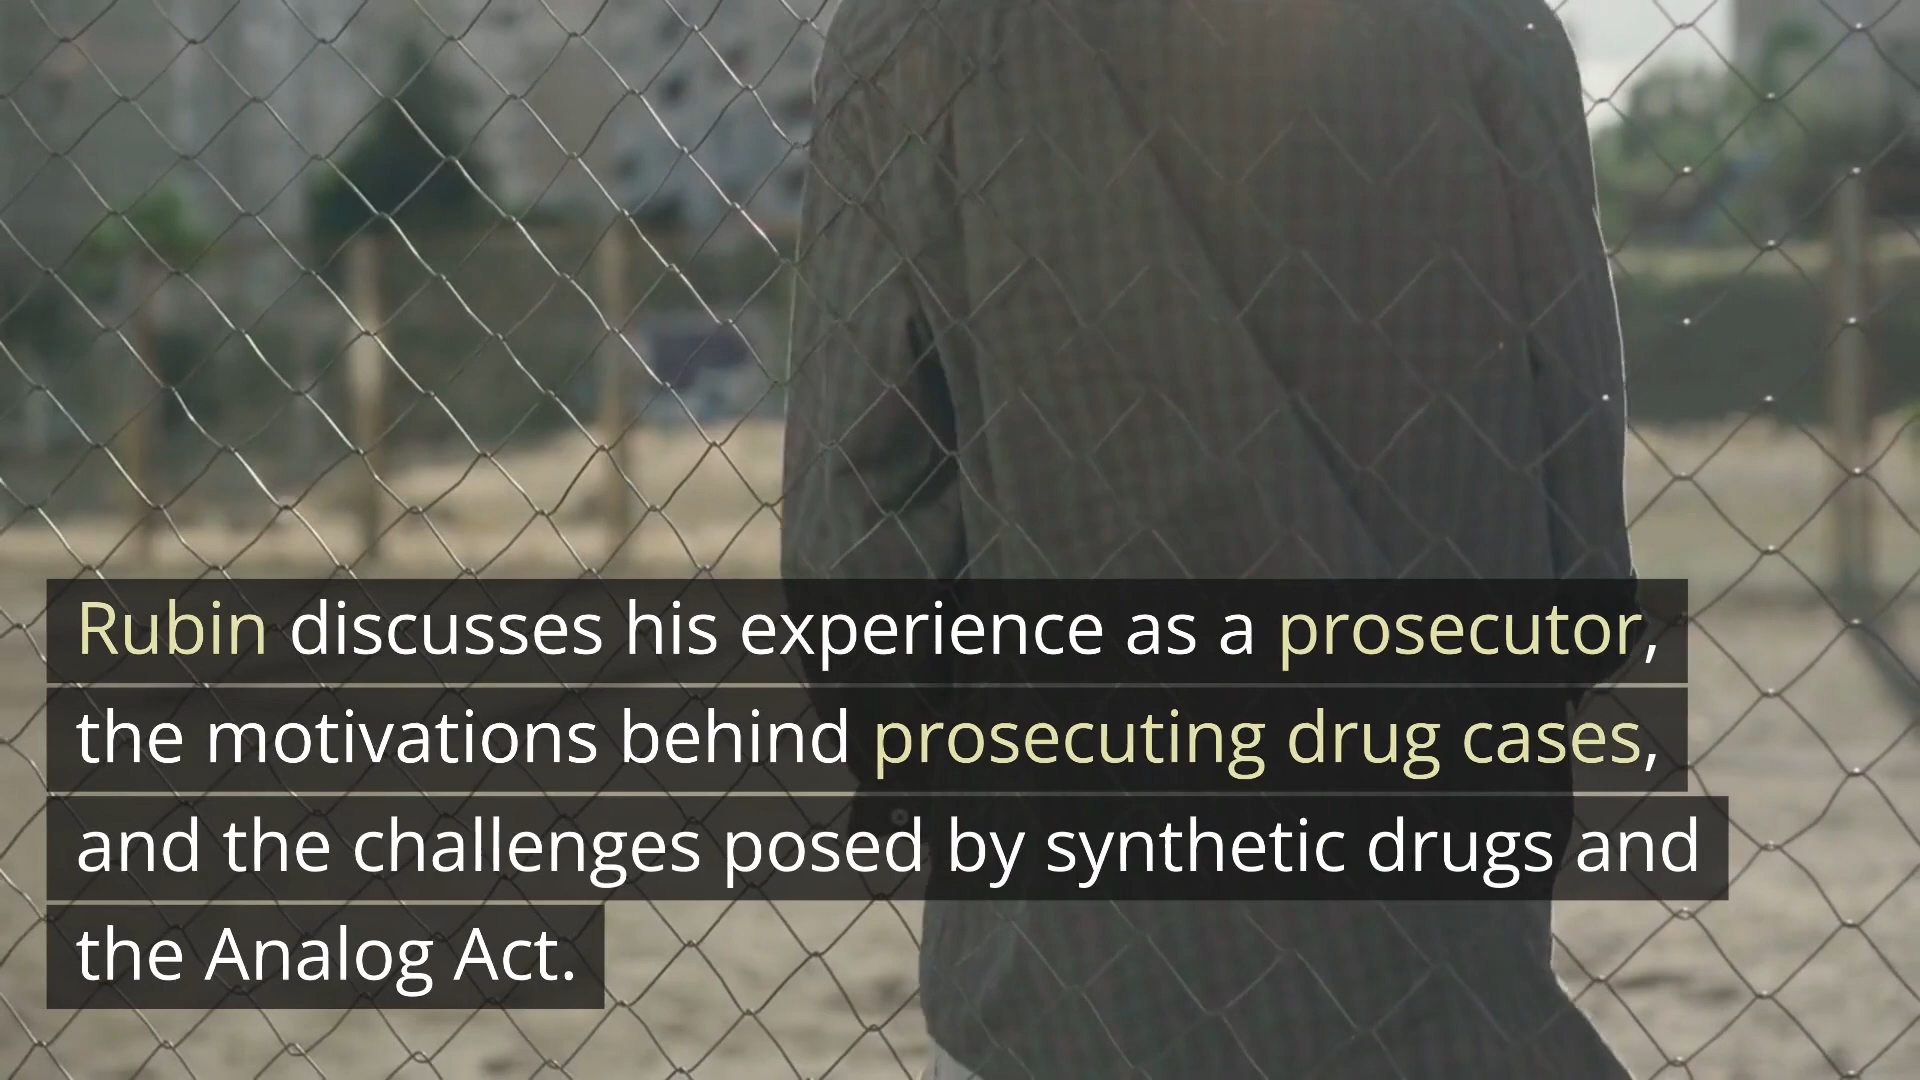 Rubin discusses his experience as a prosecutor,
the motivations behind prosecuting drug cases,
and the challenges posed by synthetic drugs and
the Analog Act.